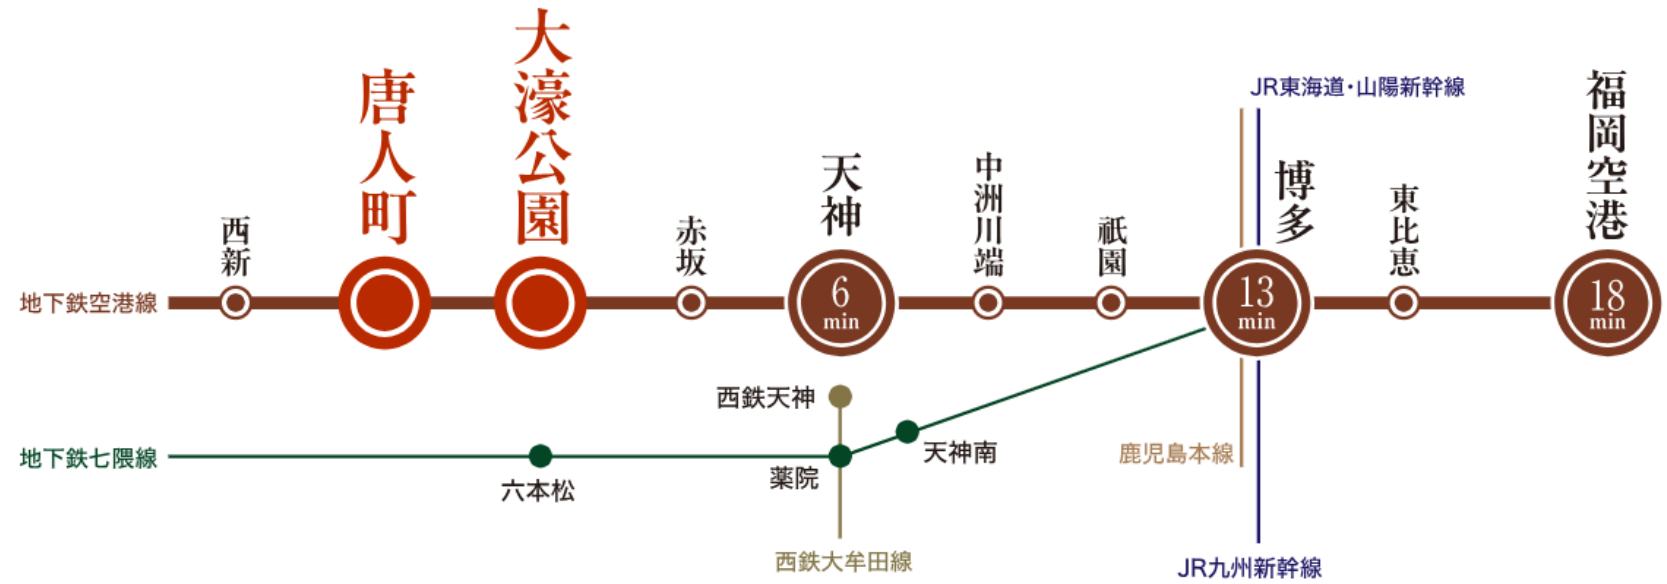 JR東海道・山陽新幹線
西新
唐人町
大濠公園
赤坂
天神
中洲川端
祇園
博多
東比恵
福岡空港
地下鉄空港線
6
min
13
min
18
min
西鉄天神
地下鉄七隈線
六本松
薬院
天神南
鹿児島本線
西鉄大牟田線
JR九州新幹線